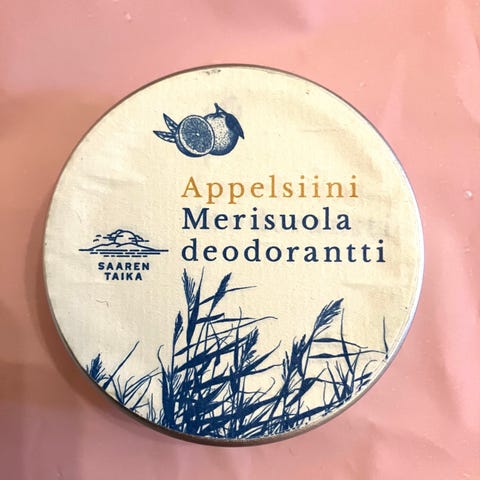 Appelsiini
Merisuola
deodorantti
SAAREN
TAIKA